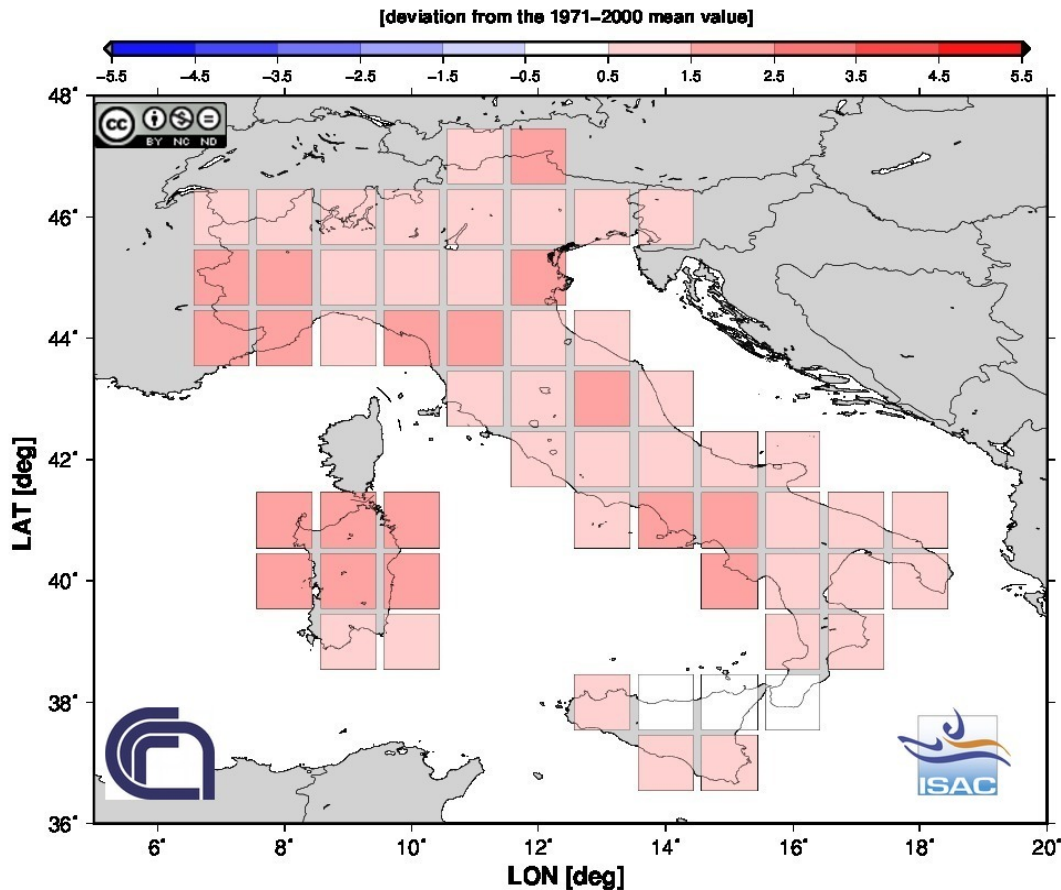 [deviation from the 1971–2000 mean value]
−5.5 −4.5 −3.5 −2.5 −1.5 −0.5 0.5 1.5 2.5 3.5 4.5 5.5
48°
cc
BY NC ND
46°
44°
42°
LAT [deg]
40°
38°
ISAC
36°
6° 8° 10° 12° 14° 16° 18° 20°
LON [deg]